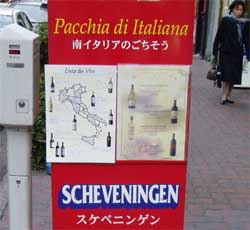 Pacchia di Italiana
南イタリアのごちそう
Lista dei Vini
SCHEVENINGEN
スケベニンゲン